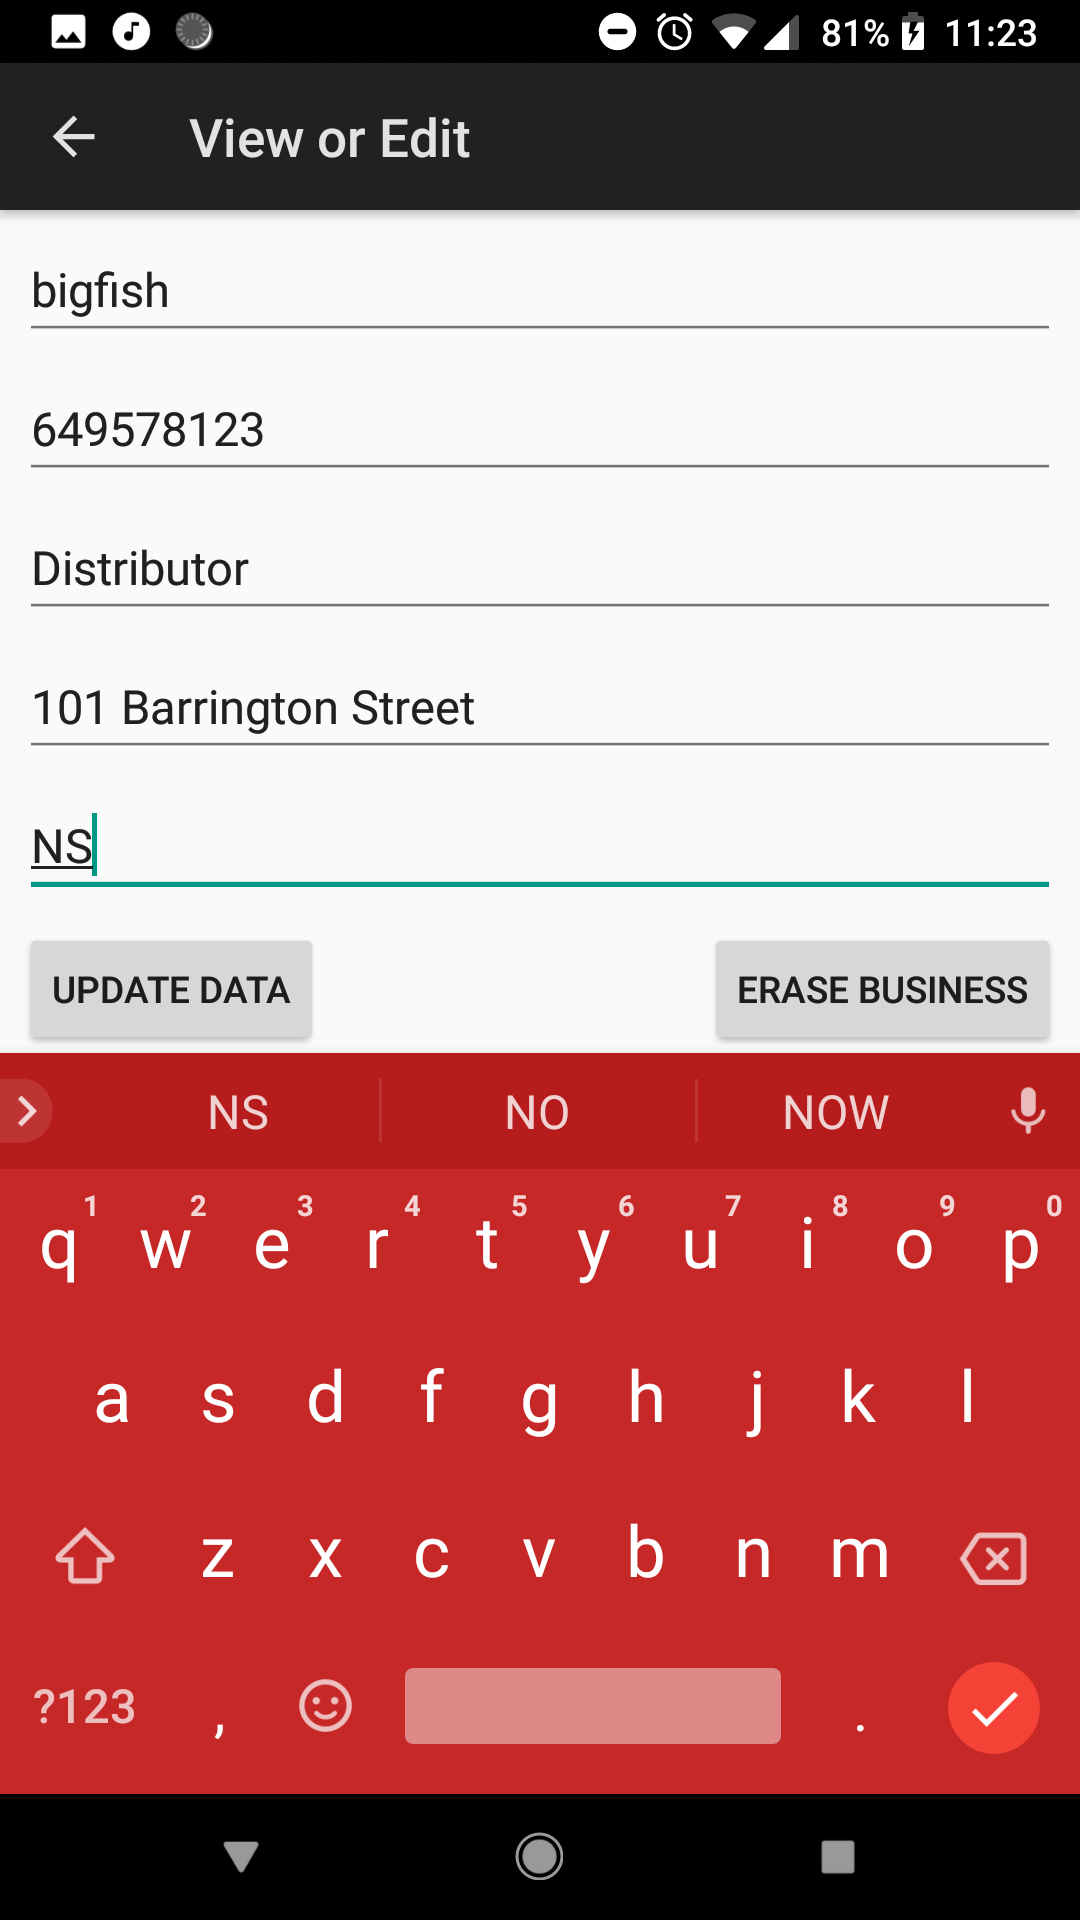 81% 11:23
View or Edit
bigfish
649578123
Distributor
101 Barrington Street
NS
UPDATE DATA ERASE BUSINESS
NS NO NOW
1 2 3 4 5 6 7 8 9 0
q w e r t y u i o p
a s d f g h j k l
z x c v b n m
?123 , .